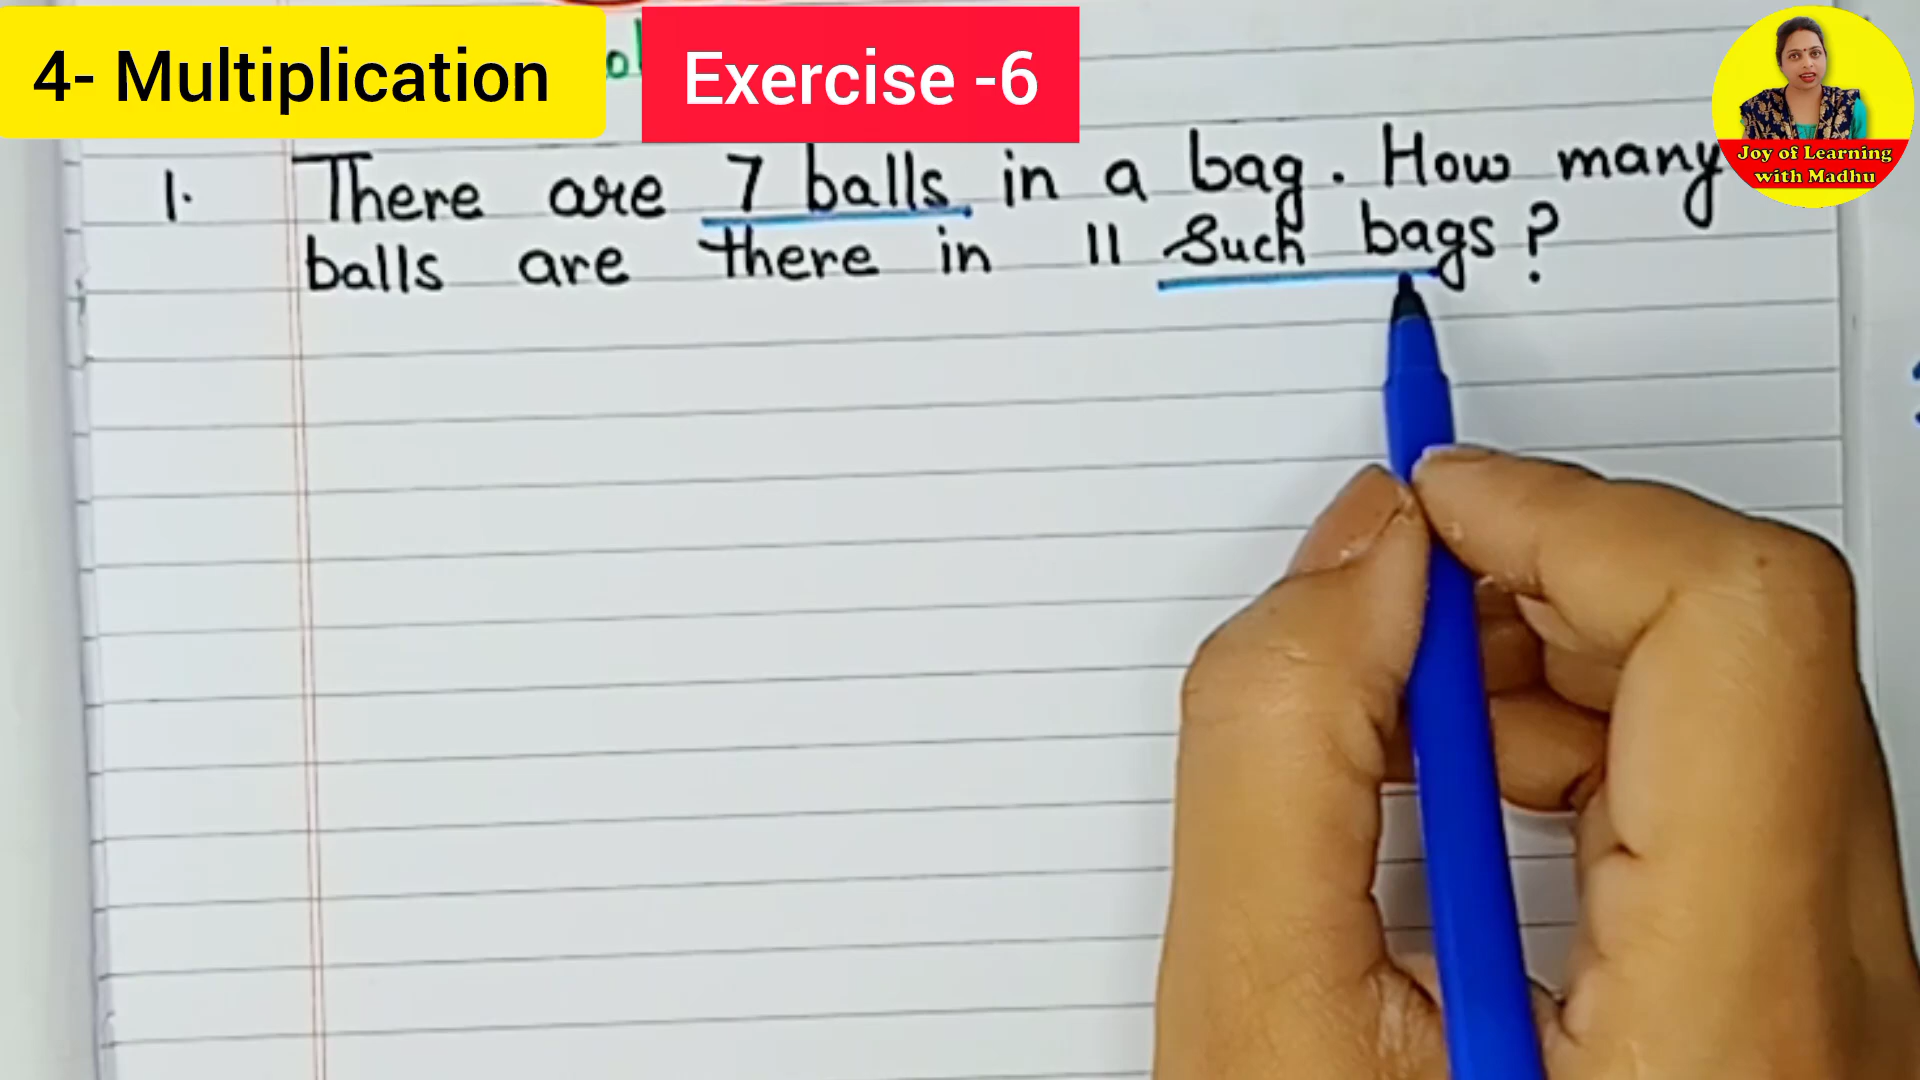 4- Multiplication
Exercise -6
1. There are 7 balls in a bag. How many
balls are there in 11 such bags?
Joy of Learning
with Madhu